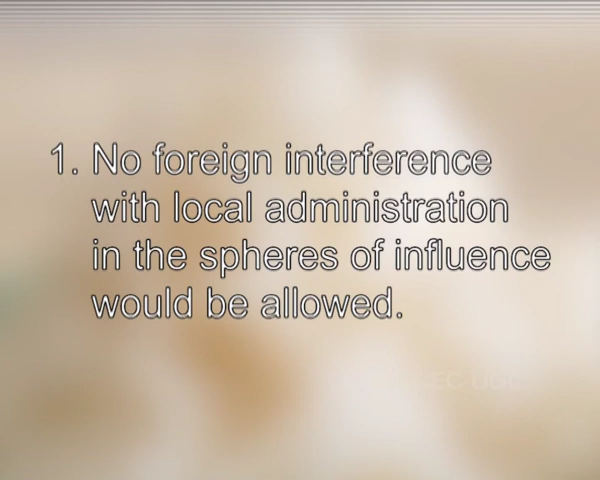 1. No foreign interference
with local administration
in the spheres of influence
would be allowed.